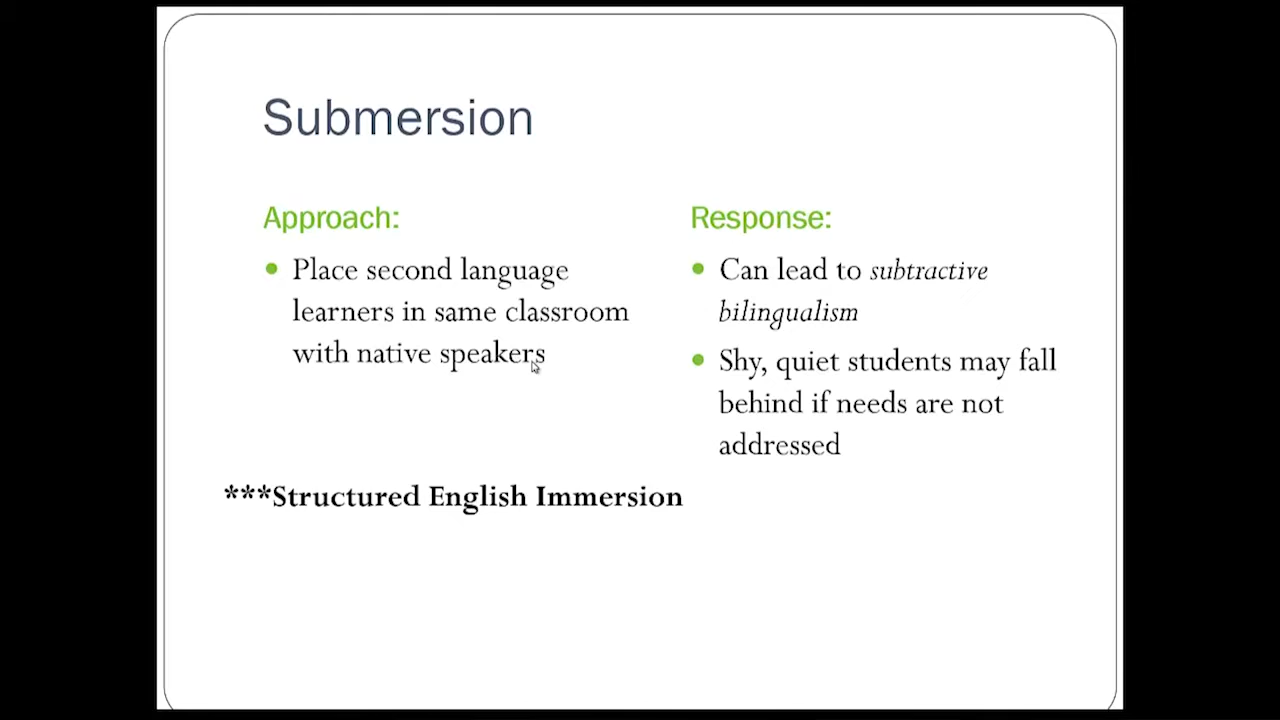 Submersion
Approach:
Place second language
learners in same classroom
with native speakers
Response:
Can lead to subtractive
bilingualism
Shy, quiet students may fall
behind if needs are not
addressed
***Structured English Immersion